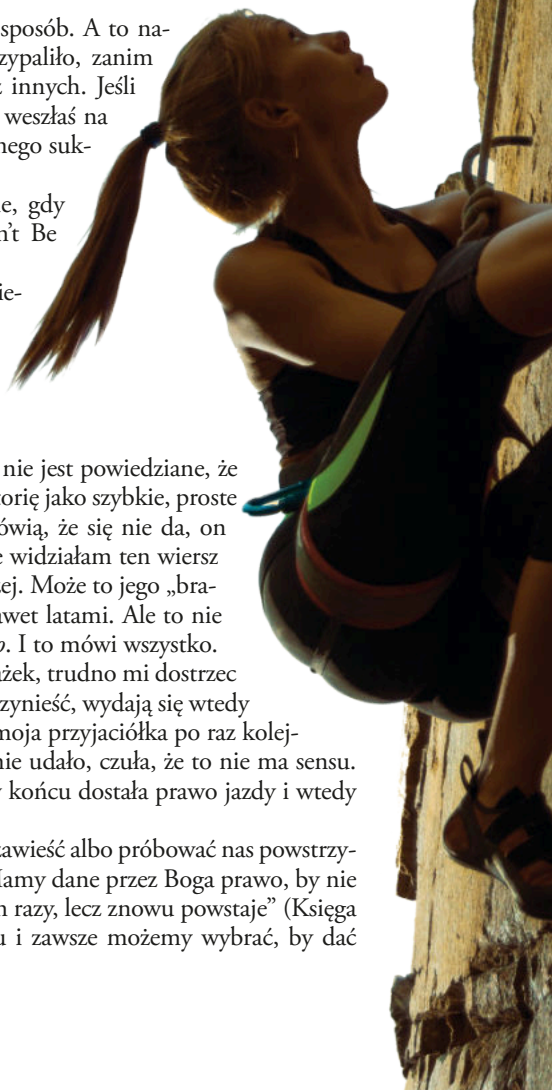 sposób. A to na-
zypaliło, zanim
innych. Jeśli
weszłaś na
nego suk-
e, gdy
n't Be
ie-
nie jest powiedziane, że
torię jako szybkie, proste
ówią, że się nie da, on
e widziałam ten wiersz
ej. Może to jego „bra-
awet latami. Ale to nie
. I to mówi wszystko.
żek, trudno mi dostrzec
zynieść, wydają się wtedy
moja przyjaciółka po raz kolej-
nie udało, czuła, że to nie ma sensu.
końcu dostała prawo jazdy i wtedy
zawieść albo próbować nas powstrzy-
amy dane przez Boga prawo, by nie
razy, lecz znowu powstaje” (Księga
u i zawsze możemy wybrać, by dać